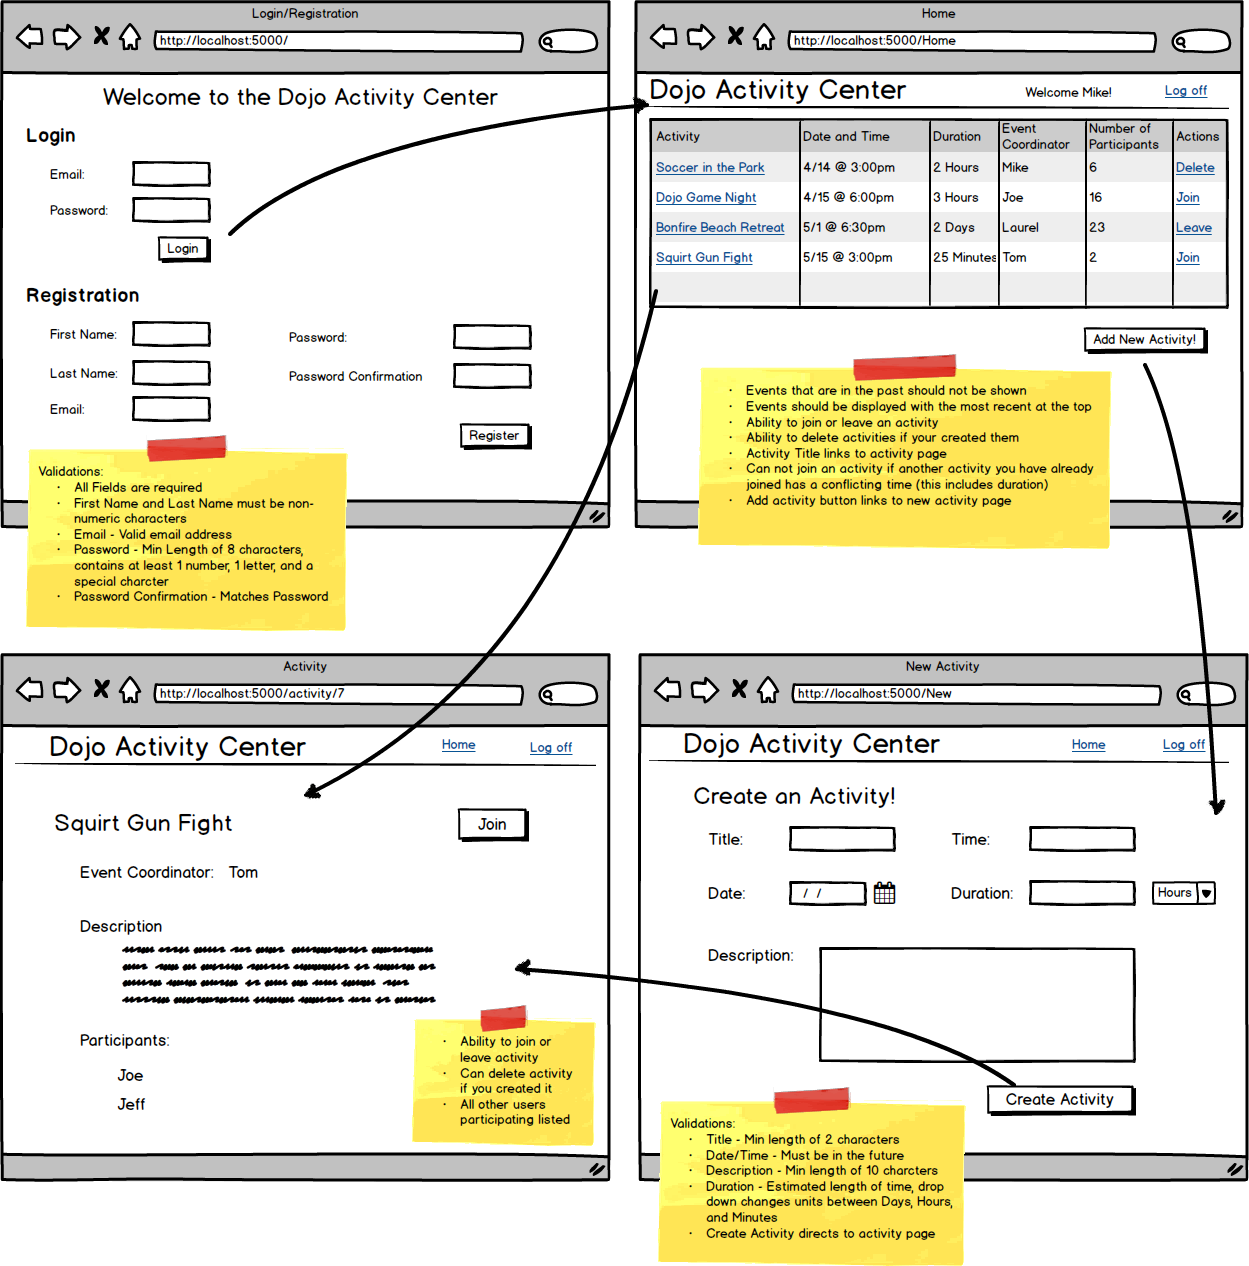 Login/Registration
http://localhost:5000/
Welcome to the Dojo Activity Center
Login
Email:
Password:
Login
Registration
First Name:
Last Name:
Email:
Password:
Password Confirmation
Register
Validations:
· All Fields are required
· First Name and Last Name must be non-
numeric characters
· Email - Valid email address
· Password - Min Length of 8 characters,
contains at least 1 number, 1 letter, and a
special charcter
· Password Confirmation - Matches Password
Home
http://localhost:5000/Home
Dojo Activity Center
Welcome Mike!
Log off
Activity Date and Time Duration Event Coordinator Number of Participants Actions
Soccer in the Park 4/14 @ 3:00pm 2 Hours Mike 6 Delete
Dojo Game Night 4/15 @ 6:00pm 3 Hours Joe 16 Join
Bonfire Beach Retreat 5/1 @ 6:30pm 2 Days Laurel 23 Leave
Squirt Gun Fight 5/15 @ 3:00pm 25 Minutes Tom 2 Join
Add New Activity!
· Events that are in the past should not be shown
· Events should be displayed with the most recent at the top
· Ability to join or leave an activity
· Ability to delete activities if your created them
· Activity Title links to activity page
· Can not join an activity if another activity you have already
joined has a conflicting time (this includes duration)
· Add activity button links to new activity page
Activity
http://localhost:5000/activity/7
Dojo Activity Center
Home
Log off
Squirt Gun Fight
Join
Event Coordinator: Tom
Description
Participants:
Joe
Jeff
· Ability to join or
leave activity
· Can delete activity
if you created it
· All other users
participating listed
New Activity
http://localhost:5000/New
Dojo Activity Center
Home
Log off
Create an Activity!
Title:
Time:
Date: / /
Duration:
Hours
Description:
Create Activity
Validations:
· Title - Min length of 2 characters
· Date/Time - Must be in the future
· Description - Min length of 10 charcters
· Duration - Estimated length of time, drop
down changes units between Days, Hours,
and Minutes
· Create Activity directs to activity page